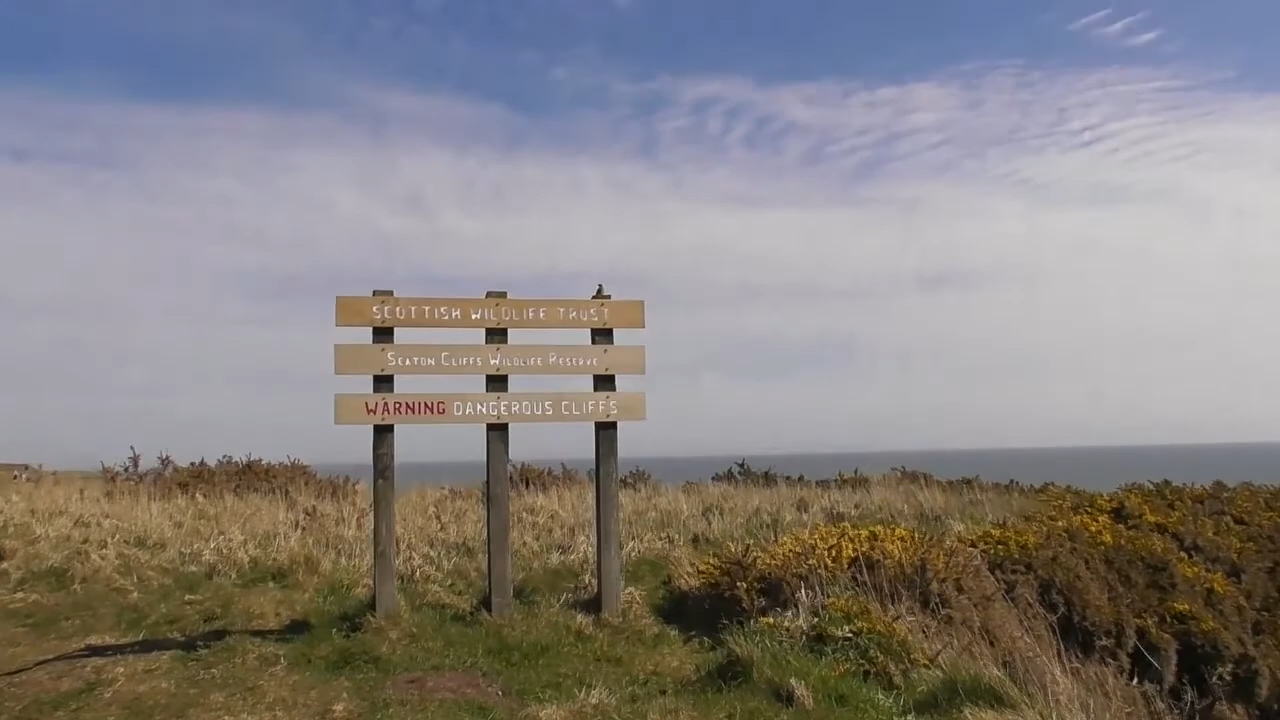 SCOTTISH WILDLIFE TRUST
SEATON CLIFFS WILDLIFE RESERVE
WARNING DANGEROUS CLIFFS